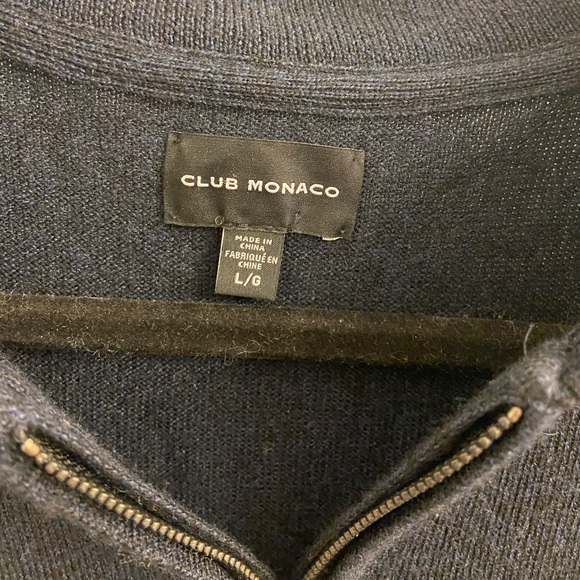 CLUB MONACO
MADE IN
CHINA
FABRIQUÉ EN
CHINE
L/G